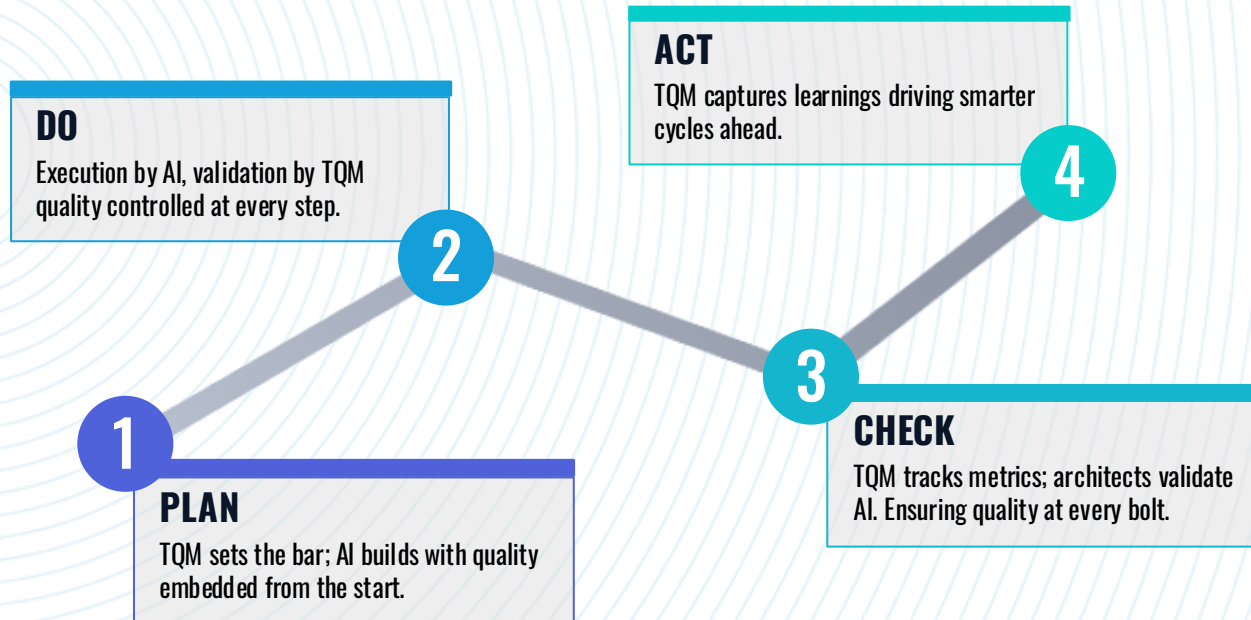 1
PLAN
TQM sets the bar; AI builds with quality
embedded from the start.
2
DO
Execution by AI, validation by TQM
quality controlled at every step.
3
CHECK
TQM tracks metrics; architects validate
AI. Ensuring quality at every bolt.
4
ACT
TQM captures learnings driving smarter
cycles ahead.